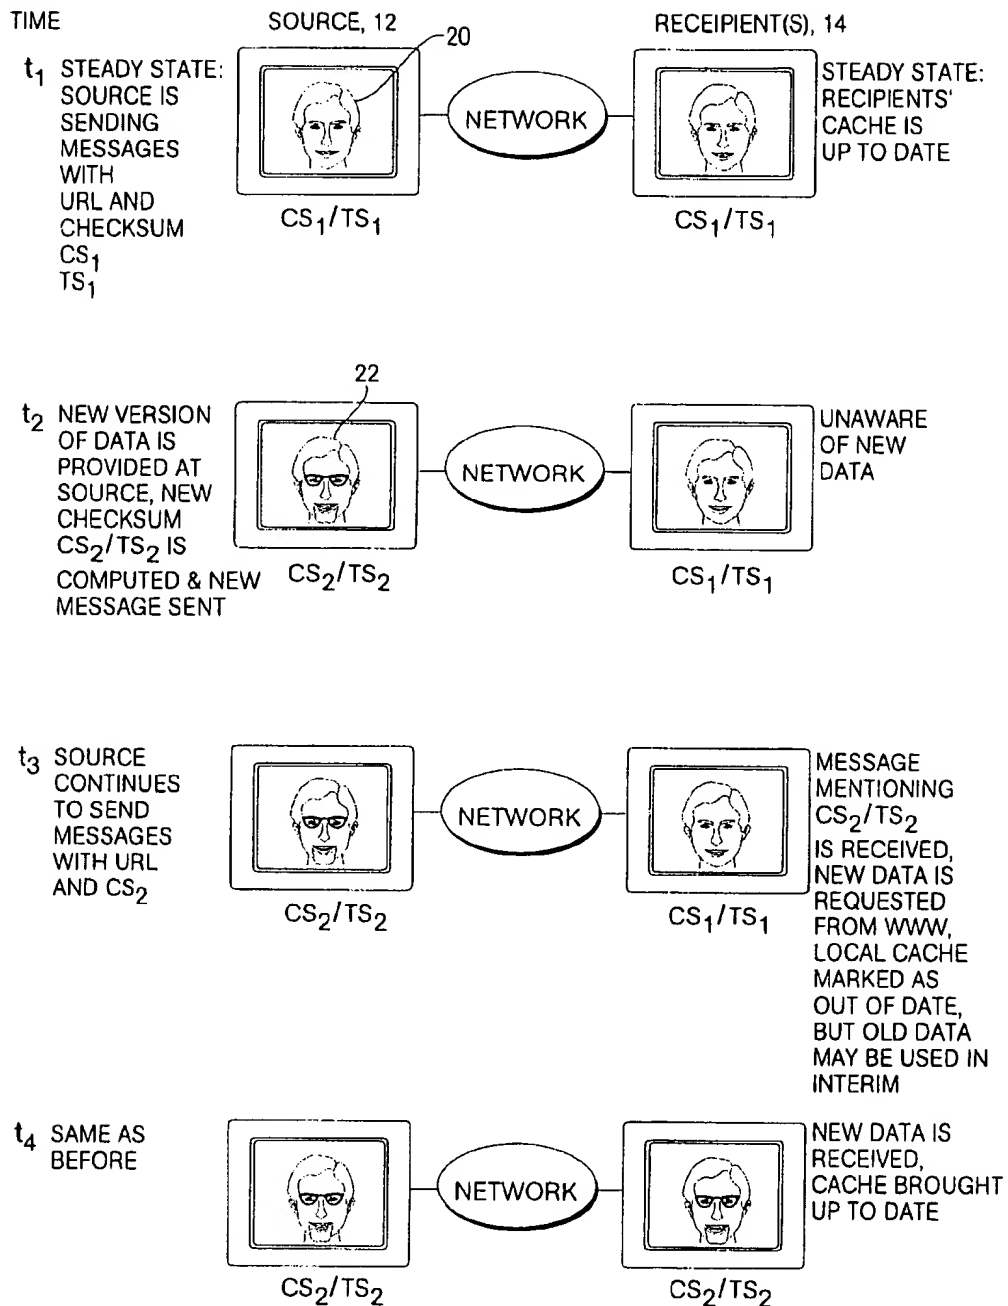 TIME
SOURCE, 12
20
RECEIPIENT(S), 14
t1 STEADY STATE:
SOURCE IS
SENDING
MESSAGES
WITH
URL AND
CHECKSUM
CS1
TS1
NETWORK
STEADY STATE:
RECIPIENTS'
CACHE IS
UP TO DATE
CS1/TS1
CS1/TS1
22
t2 NEW VERSION
OF DATA IS
PROVIDED AT
SOURCE, NEW
CHECKSUM
CS2/TS2 IS
COMPUTED & NEW
MESSAGE SENT
NETWORK
UNAWARE
OF NEW
DATA
CS2/TS2
CS1/TS1
t3 SOURCE
CONTINUES
TO SEND
MESSAGES
WITH URL
AND CS2
NETWORK
MESSAGE
MENTIONING
CS2/TS2
IS RECEIVED,
NEW DATA IS
REQUESTED
FROM WWW,
LOCAL CACHE
MARKED AS
OUT OF DATE,
BUT OLD DATA
MAY BE USED IN
INTERIM
CS2/TS2
CS1/TS1
t4 SAME AS
BEFORE
NETWORK
NEW DATA IS
RECEIVED,
CACHE BROUGHT
UP TO DATE
CS2/TS2
CS2/TS2